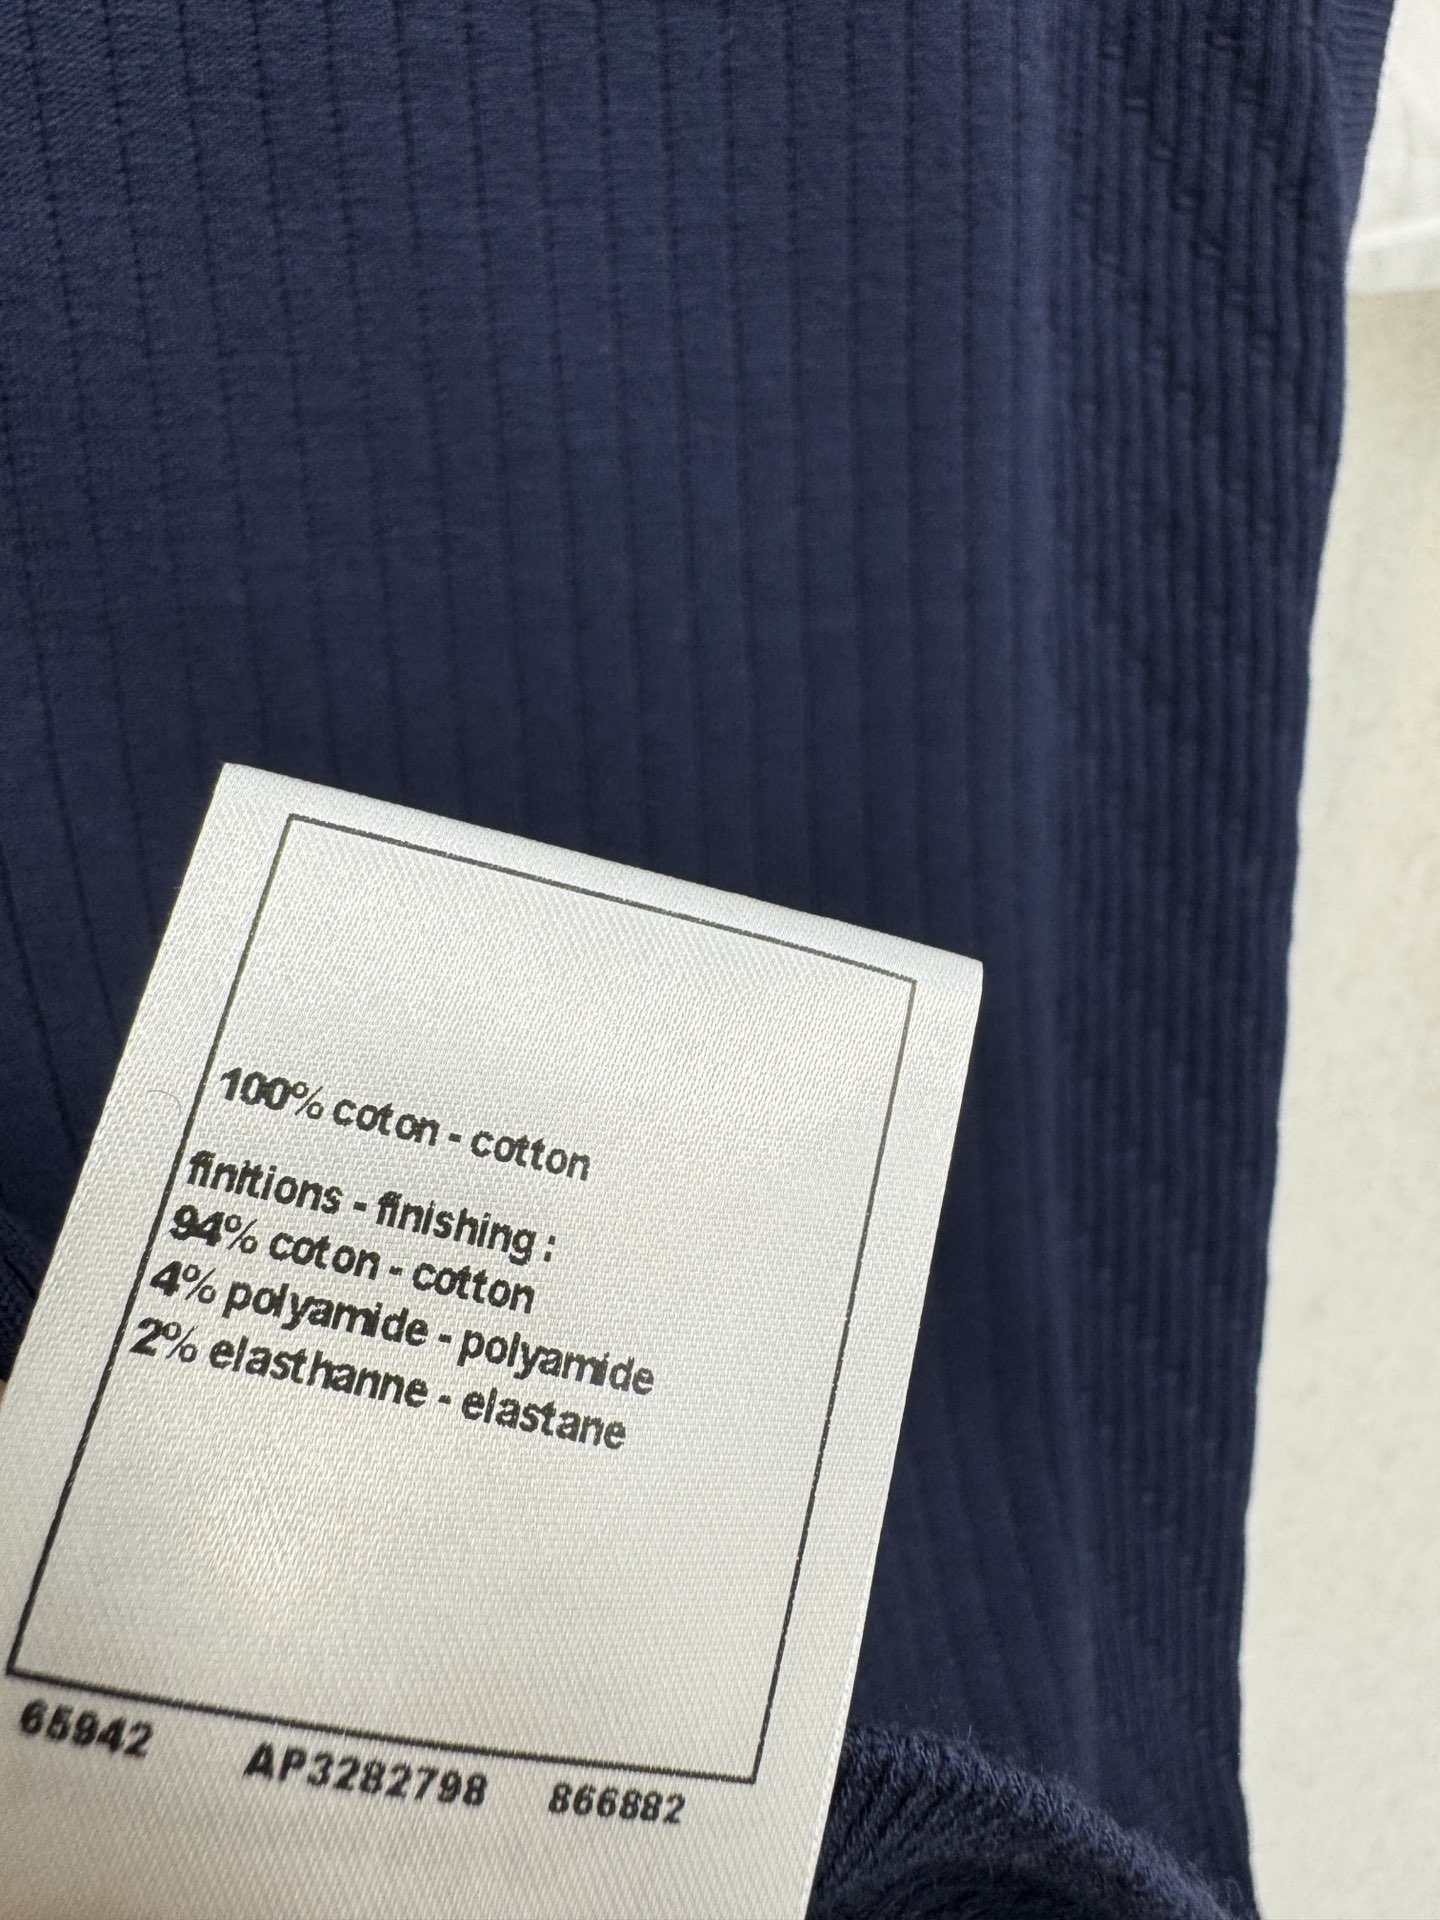 100% coton - cotton
finitions - finishing :
94% coton - cotton
4% polyamide - polyamide
2% elasthanne - elastane
65942 AP3282798 866882